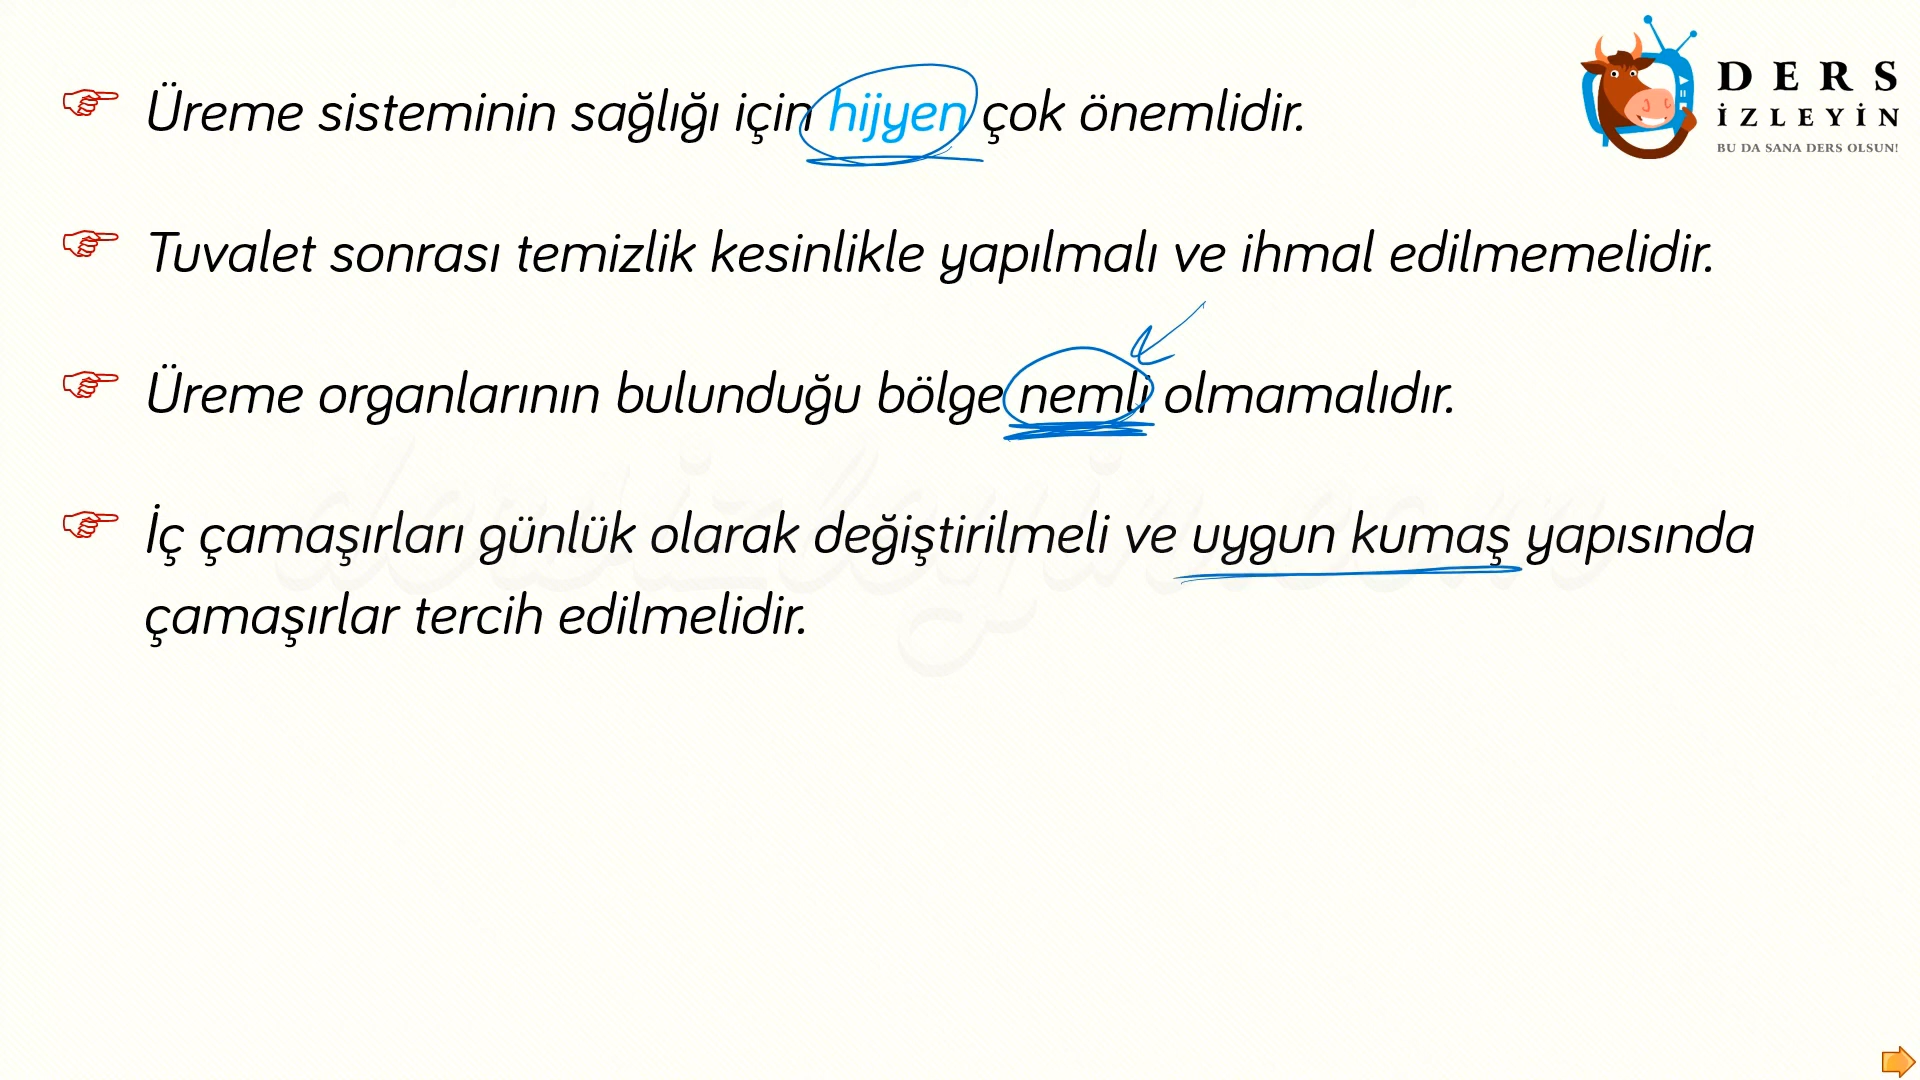 Üreme sisteminin sağlığı için hijyen çok önemlidir.
Tuvalet sonrası temizlik kesinlikle yapılmalı ve ihmal edilmemelidir.
Üreme organlarının bulunduğu bölge nemli olmamalıdır.
İç çamaşırları günlük olarak değiştirilmeli ve uygun kumaş yapısında
çamaşırlar tercih edilmelidir.
DERS
İZLEYİN
BU DA SANA DERS OLSUN!
dersizleyin.com